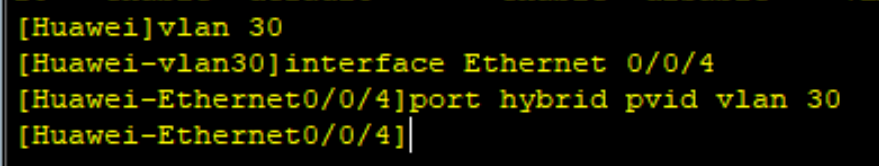 [Huawei]vlan 30
[Huawei-vlan30]interface Ethernet 0/0/4
[Huawei-Ethernet0/0/4]port hybrid pvid vlan 30
[Huawei-Ethernet0/0/4]